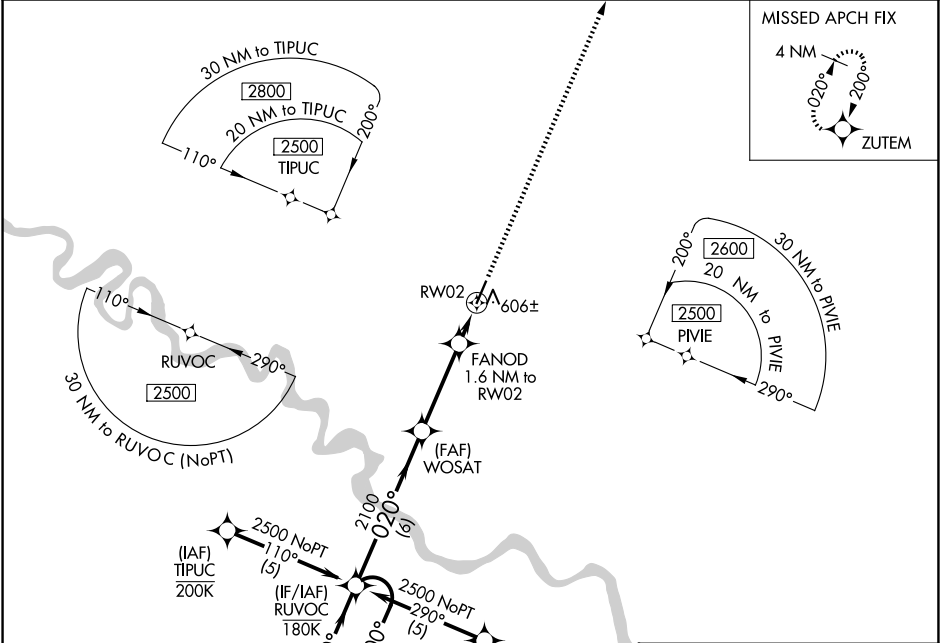 MISSED APCH FIX
4 NM
020°
200°
ZUTEM
30 NM to TIPUC
2800
20 NM to TIPUC
2500
TIPUC
110°
200°
30 NM to PIVIE
2600
20 NM to PIVIE
2500
PIVIE
200°
290°
110°
RUVOC
290°
2500
30 NM to RUVOC (NoPT)
RW02
606±
FANOD
1.6 NM to
RW02
(FAF)
WOSAT
2100
020°
(6)
2500 NoPT
110°
(5)
(IAF)
TIPUC
200K
(IF/IAF)
RUVOC
180K
2500 NoPT
290°
(5)